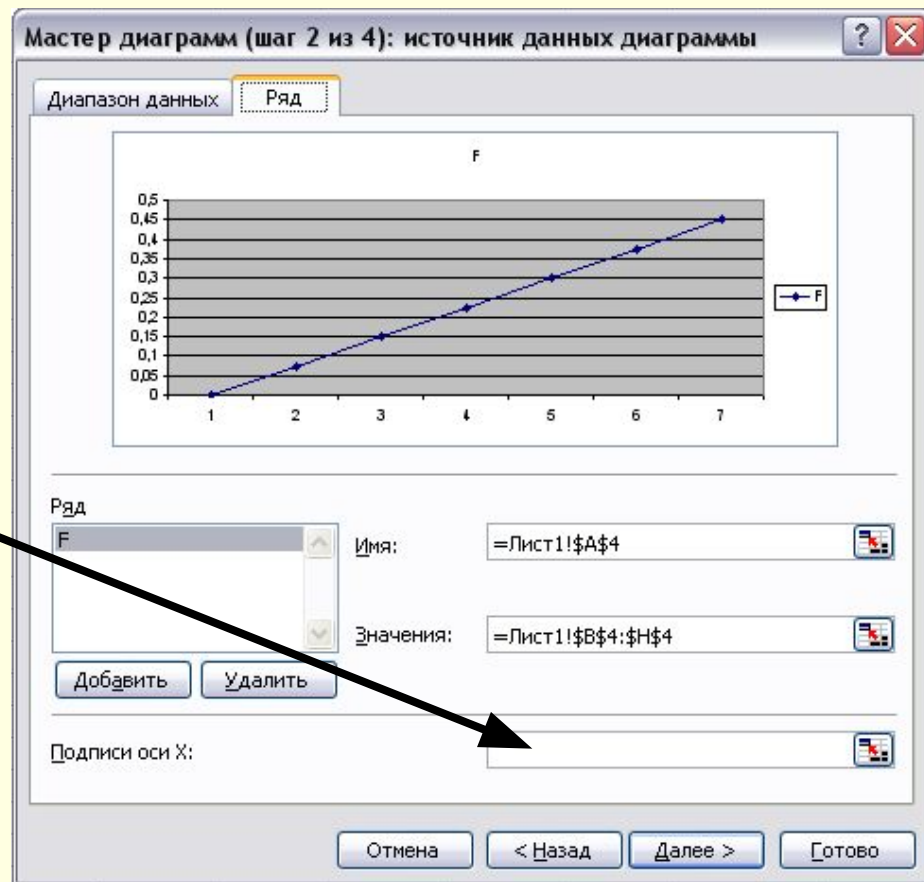 Мастер диаграмм (шаг 2 из 4): источник данных диаграммы
Диапазон данных Ряд
F
0,5
0,45
0,4
0,35
0,3
0,25
0,2
0,15
0,1
0,05
0
F
1 2 3 4 5 6 7
Ряд
F
Имя: =Лист1!$A$4
Значения: =Лист1!$B$4:$H$4
Добавить Удалить
Подписи оси X:
Отмена < Назад Далее > Готово